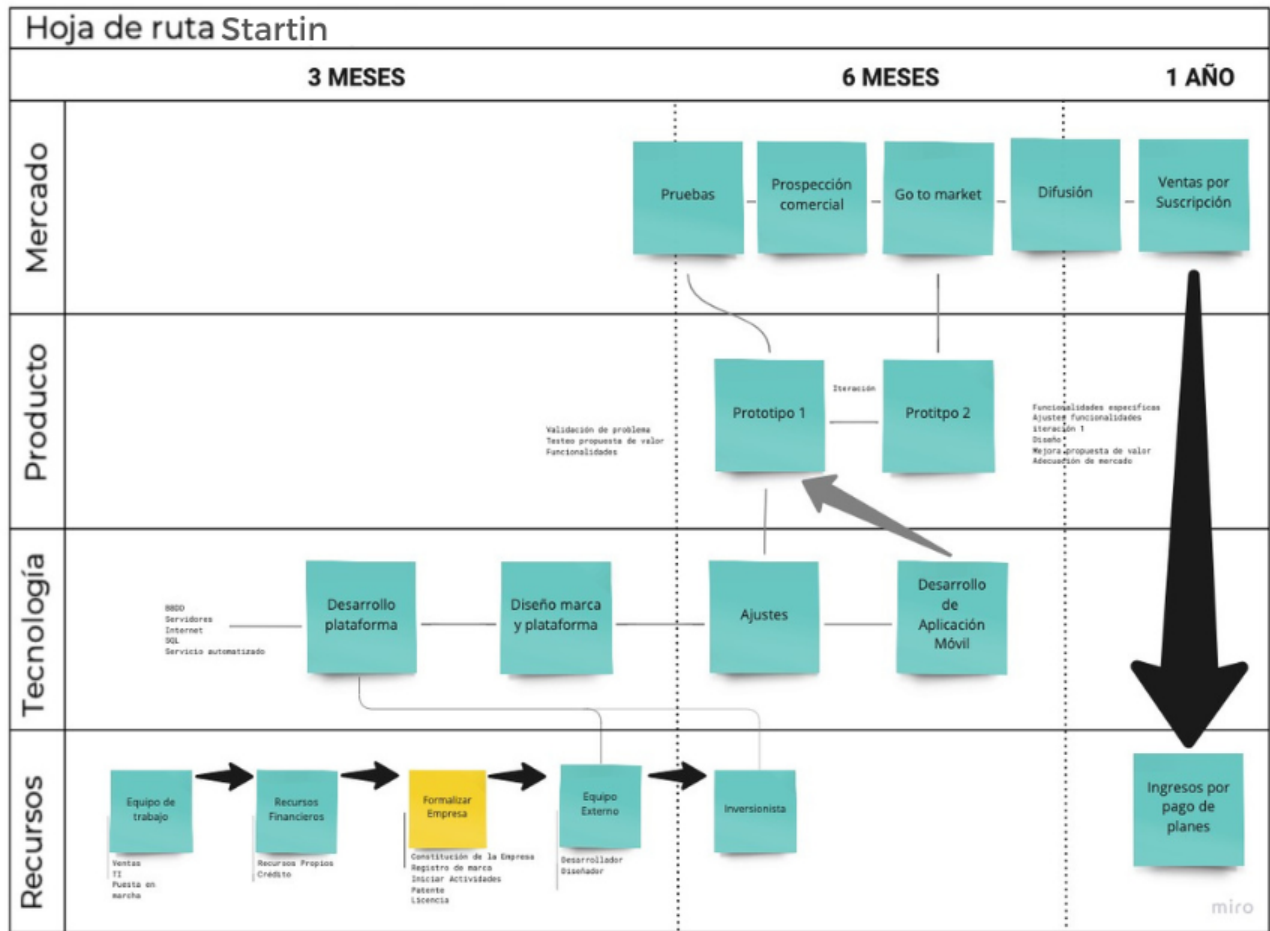 Hoja de ruta Startin
3 MESES
6 MESES
1 AÑO
Mercado
Pruebas
Prospección
comercial
Go to market
Difusión
Ventas por
Suscripción
Producto
Validación de problema
Testeo propuesta de valor
Funcionalidades
Prototipo 1
Iteración
Protitpo 2
Funcionalidades específicas
Ajustes funcionalidades
iteración 1
Diseño
Mejora propuesta de valor
Adecuación de mercado
Tecnología
BBDD
Servidores
Internet
SQL
Servicio automatizado
Desarrollo
plataforma
Diseño marca
y plataforma
Ajustes
Desarrollo
de
Aplicación
Móvil
Recursos
Equipo de
trabajo
Ventas
TI
Puesta en
marcha
Recursos
Financieros
Recursos Propios
Crédito
Formalizar
Empresa
Constitución de la Empresa
Registro de marca
Iniciar Actividades
Patente
Licencia
Equipo
Externo
Desarrollador
Diseñador
Inversionista
Ingresos por
pago de
planes
miro